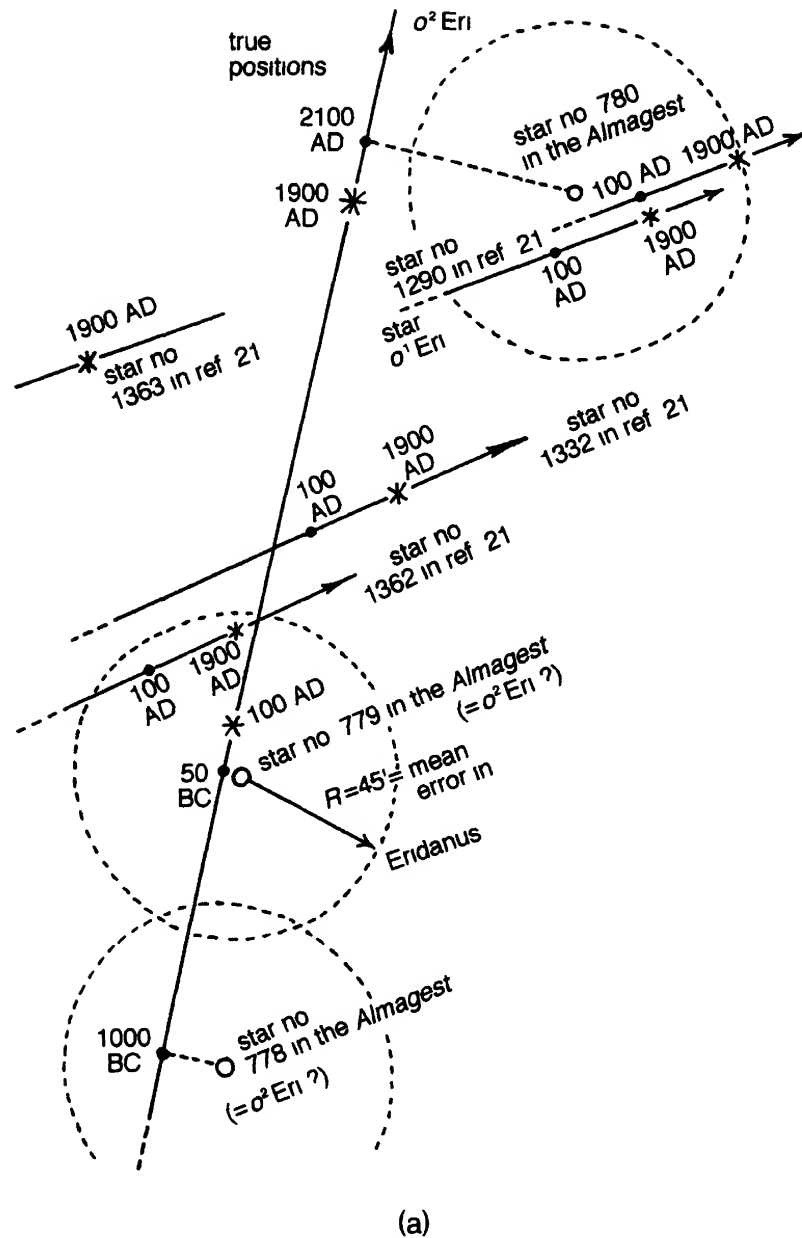 o² Eri
true
positions
2100
AD
star no 780
in the Almagest
1900
AD
100 AD
1900 AD
star no
1290 in ref 21
100
AD
1900
AD
star
o¹ Eri
1900 AD
star no
1363 in ref 21
100
AD
1900
AD
star no
1332 in ref 21
star no
1362 in ref 21
100
AD
1900
AD
100 AD
star no 779 in the Almagest
(=o² Eri ?)
50
BC
R=45'= mean
error in
Eridanus
1000
BC
star no
778 in the Almagest
(=o² Eri ?)
(a)